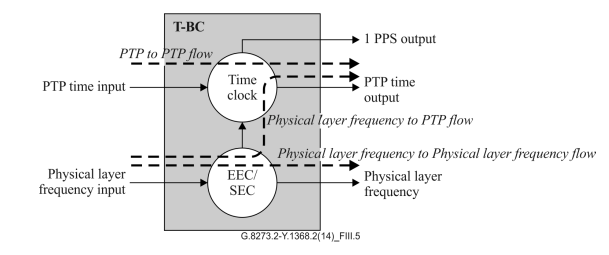 T-BC
1 PPS output
PTP to PTP flow
PTP time input
Time
clock
PTP time
output
Physical layer frequency to PTP flow
Physical layer frequency to Physical layer frequency flow
Physical layer
frequency input
EEC/
SEC
Physical layer
frequency
G.8273.2-Y.1368.2(14)_FIII.5